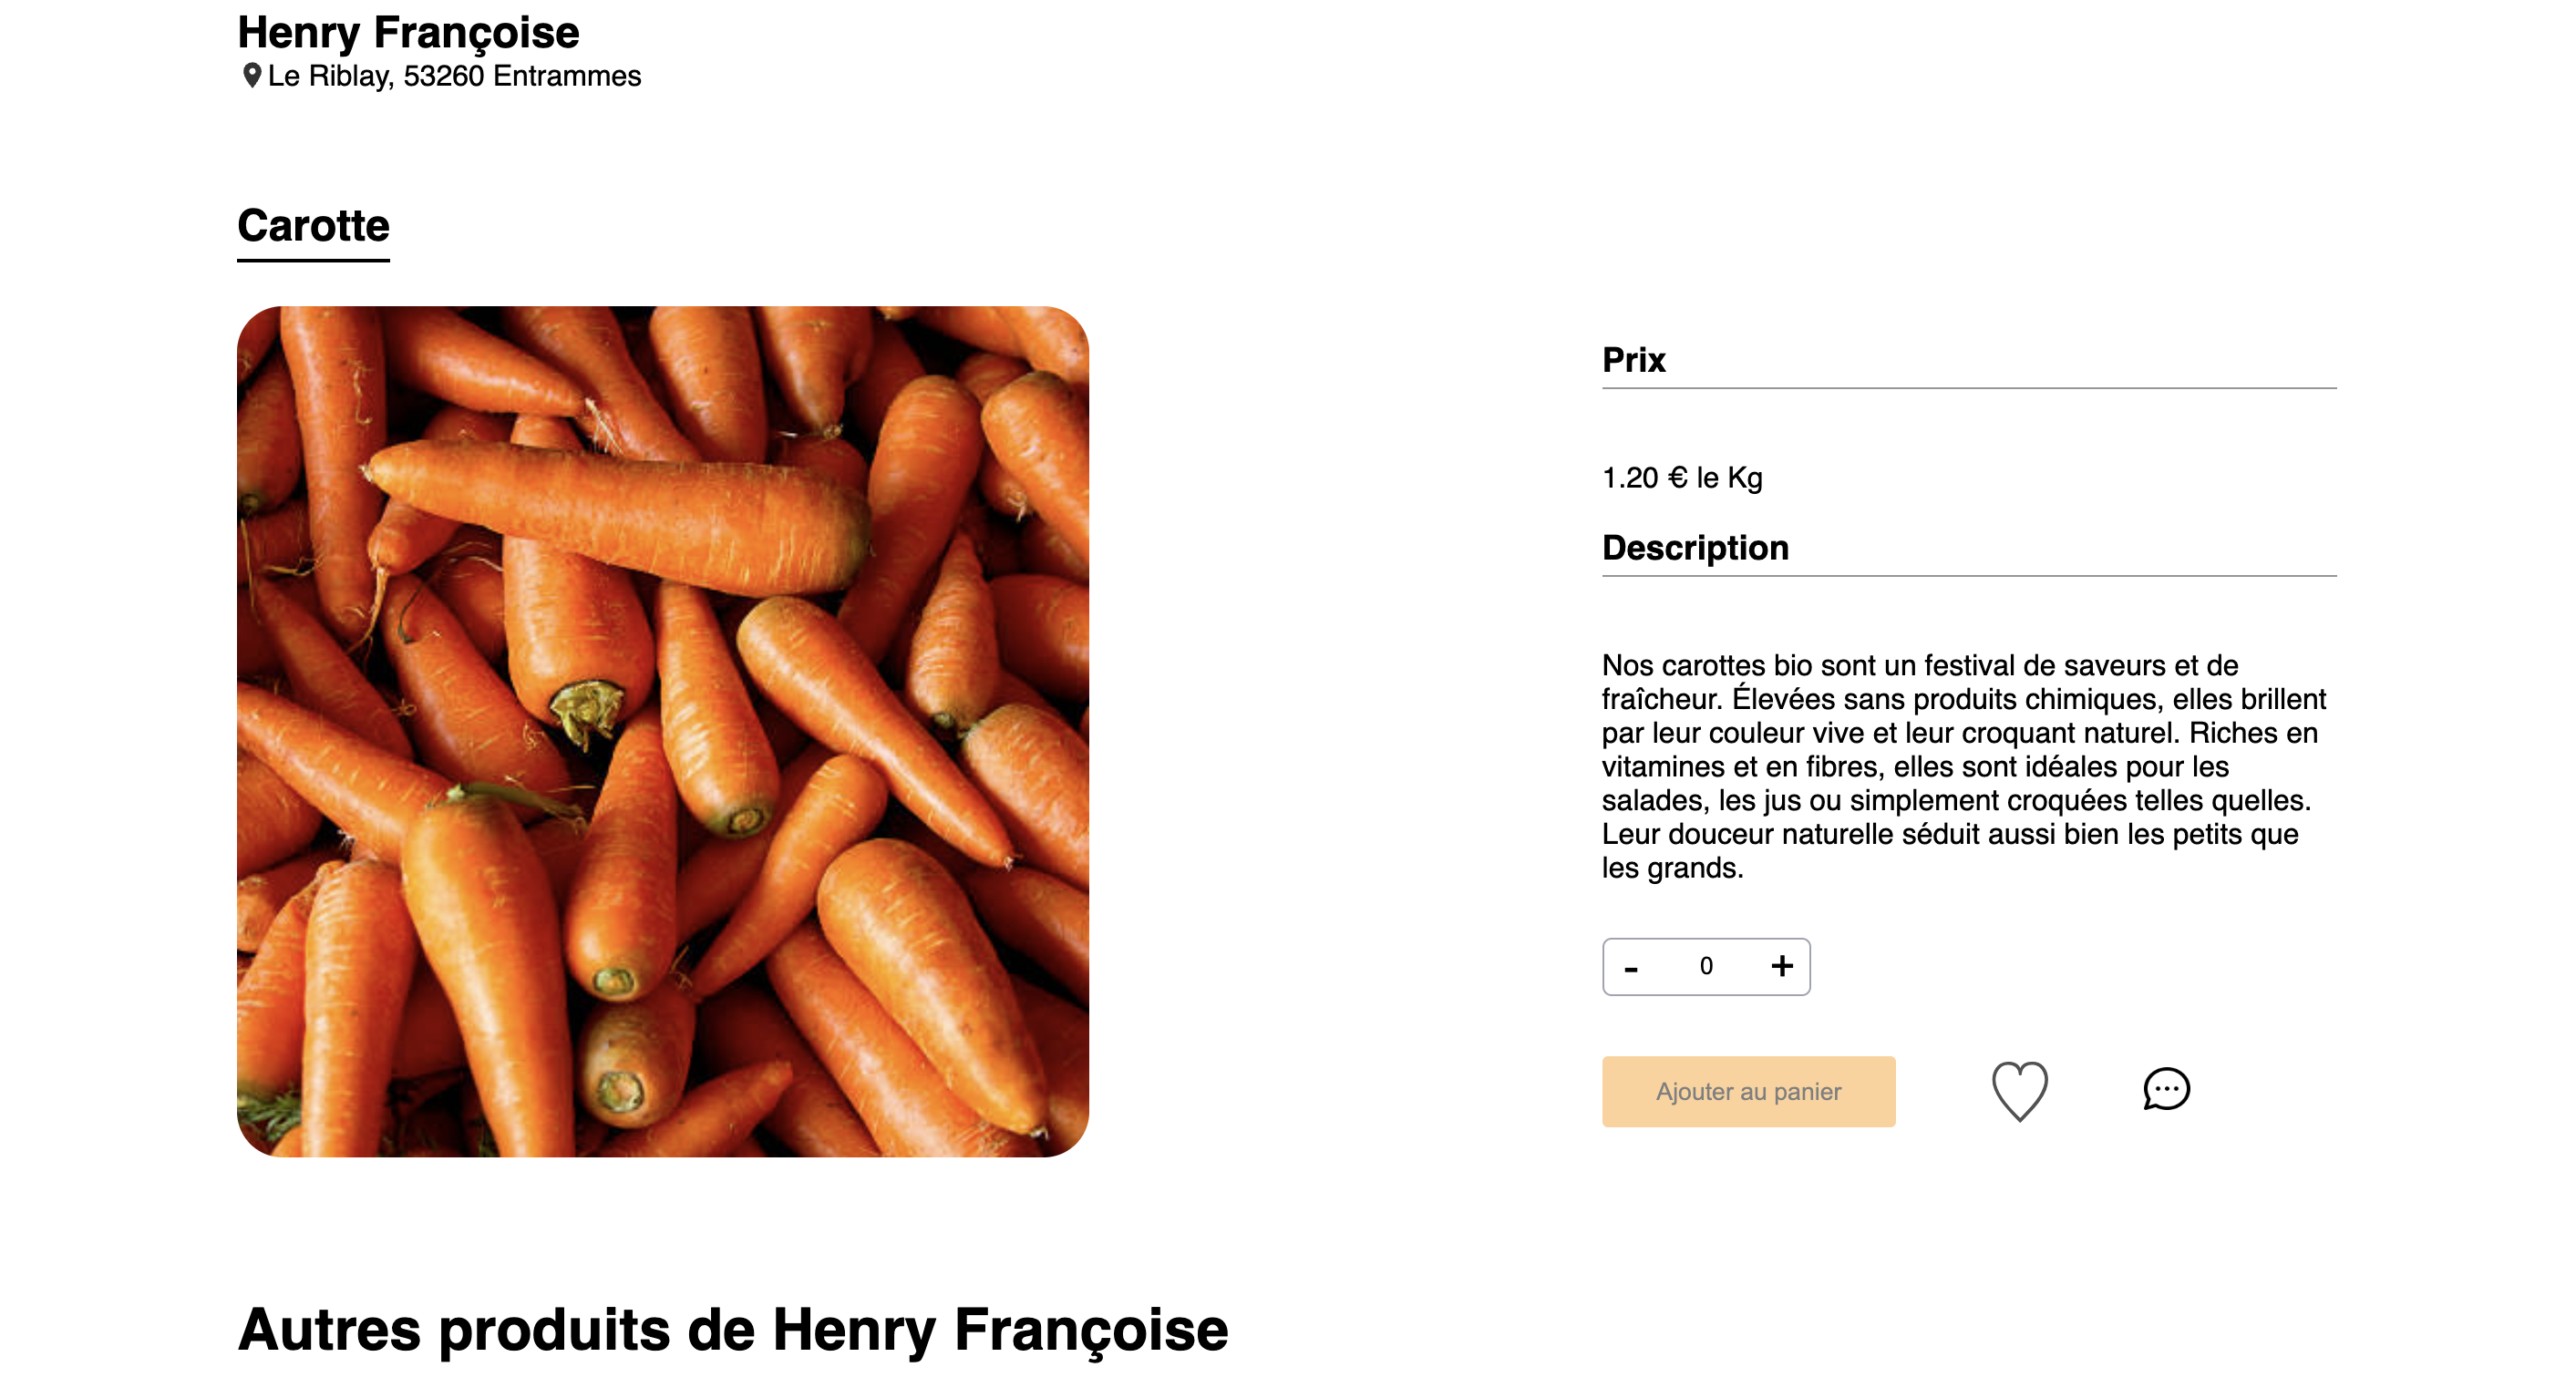 Henry Françoise
Le Riblay, 53260 Entrammes
Carotte
Prix
1.20 € le Kg
Description
Nos carottes bio sont un festival de saveurs et de
fraîcheur. Élevées sans produits chimiques, elles brillent
par leur couleur vive et leur croquant naturel. Riches en
vitamines et en fibres, elles sont idéales pour les
salades, les jus ou simplement croquées telles quelles.
Leur douceur naturelle séduit aussi bien les petits que
les grands.
- 0 +
Ajouter au panier
Autres produits de Henry Françoise